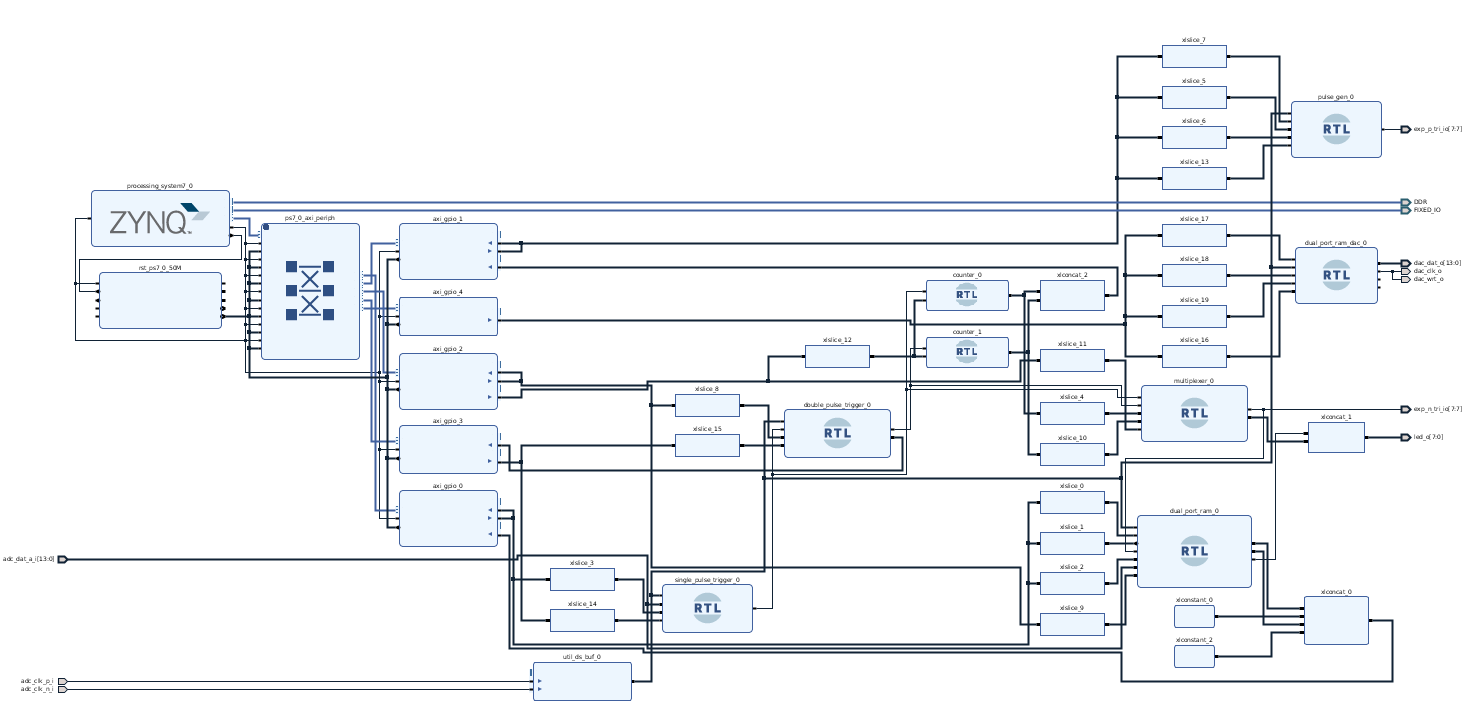 xlslice_7
xlslice_5
pulse_gen_0
RTL
exp_p_tri_io[7:7]
xlslice_6
xlslice_13
processing_system7_0
ZYNQ
DDR
FIXED_IO
ps7_0_axi_periph
axi_gpio_1
xlslice_17
dual_port_ram_dac_0
RTL
dac_dat_o[13:0]
dac_clk_o
dac_wrt_o
xlslice_18
rst_ps7_0_50M
counter_0
RTL
xlconcat_2
axi_gpio_4
xlslice_19
counter_1
RTL
xlslice_12
xlslice_11
xlslice_16
axi_gpio_2
xlslice_8
multiplexer_0
RTL
double_pulse_trigger_0
RTL
xlslice_4
exp_n_tri_io[7:7]
xlconcat_1
axi_gpio_3
xlslice_15
led_o[7:0]
xlslice_10
axi_gpio_0
xlslice_0
dual_port_ram_0
RTL
xlslice_1
adc_dat_a_i[13:0]
xlslice_3
xlslice_2
single_pulse_trigger_0
RTL
xlslice_14
xlslice_9
xlconstant_0
xlconcat_0
xlconstant_2
util_ds_buf_0
adc_clk_p_i
adc_clk_n_i